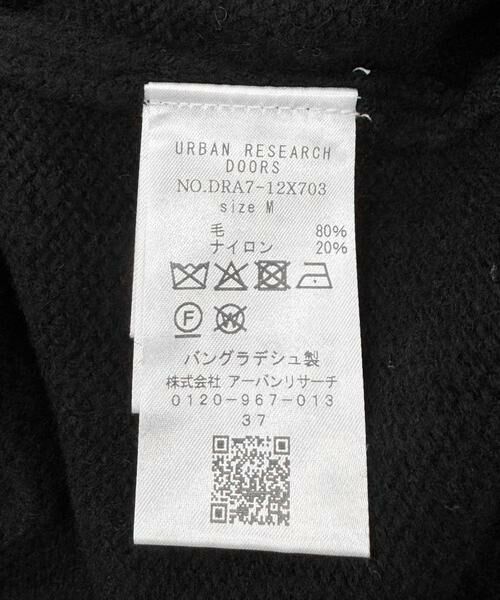 URBAN RESEARCH
DOORS
NO.DRA7-12X703
size M
毛 80%
ナイロン 20%
F W
バングラデシュ製
株式会社 アーバンリサーチ
0120-967-013
37